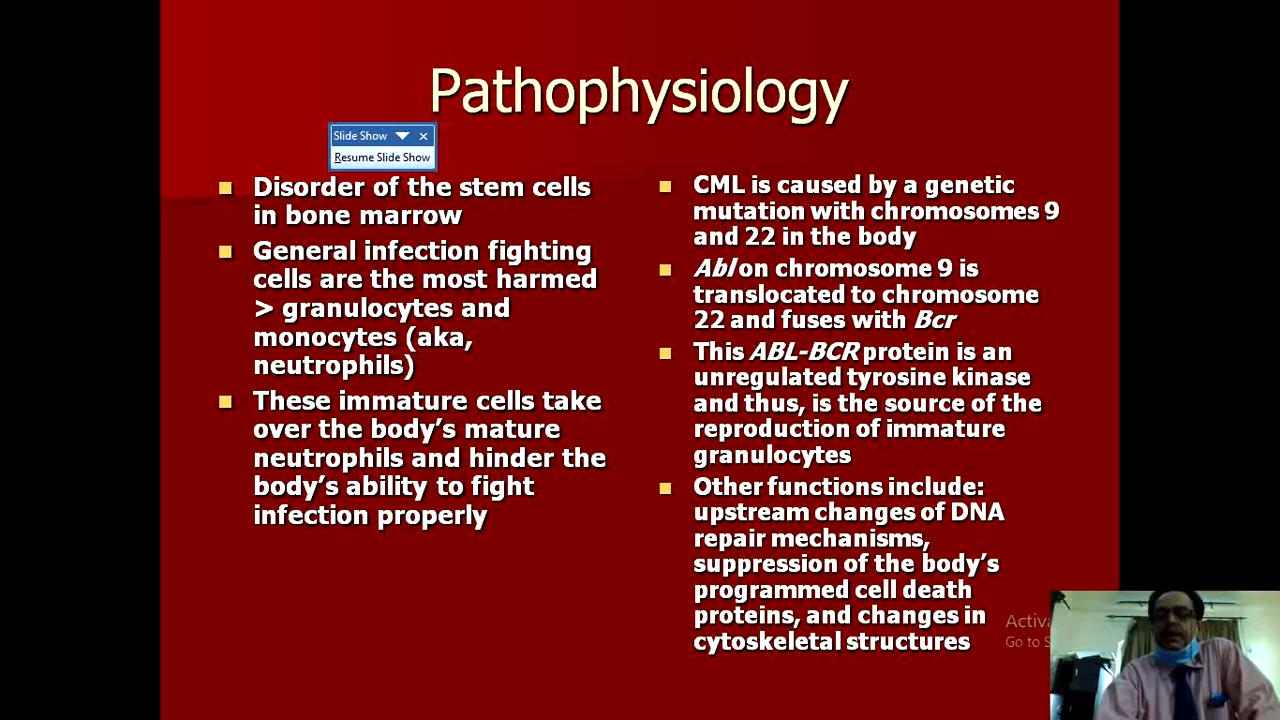 Pathophysiology
Slide Show
Resume Slide Show
Disorder of the stem cells
in bone marrow
General infection fighting
cells are the most harmed
> granulocytes and
monocytes (aka,
neutrophils)
These immature cells take
over the body’s mature
neutrophils and hinder the
body’s ability to fight
infection properly
CML is caused by a genetic
mutation with chromosomes 9
and 22 in the body
Abl on chromosome 9 is
translocated to chromosome
22 and fuses with Bcr
This ABL-BCR protein is an
unregulated tyrosine kinase
and thus, is the source of the
reproduction of immature
granulocytes
Other functions include:
upstream changes of DNA
repair mechanisms,
suppression of the body’s
programmed cell death
proteins, and changes in
cytoskeletal structures
Go to